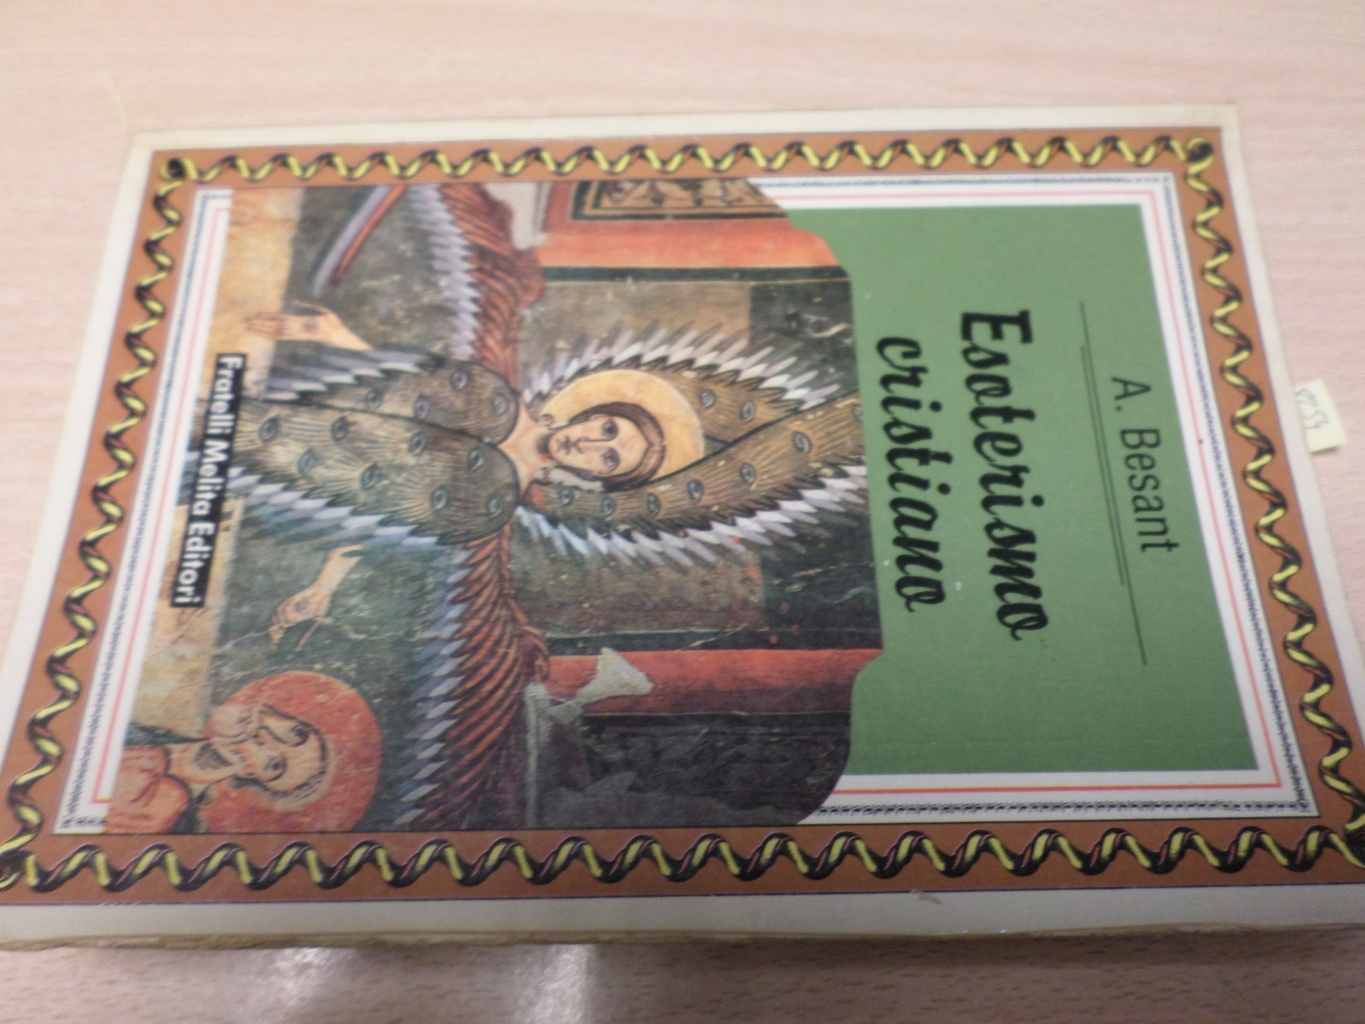 A. Besant
Esoterismo
cristiano
Fratelli Melita Editori